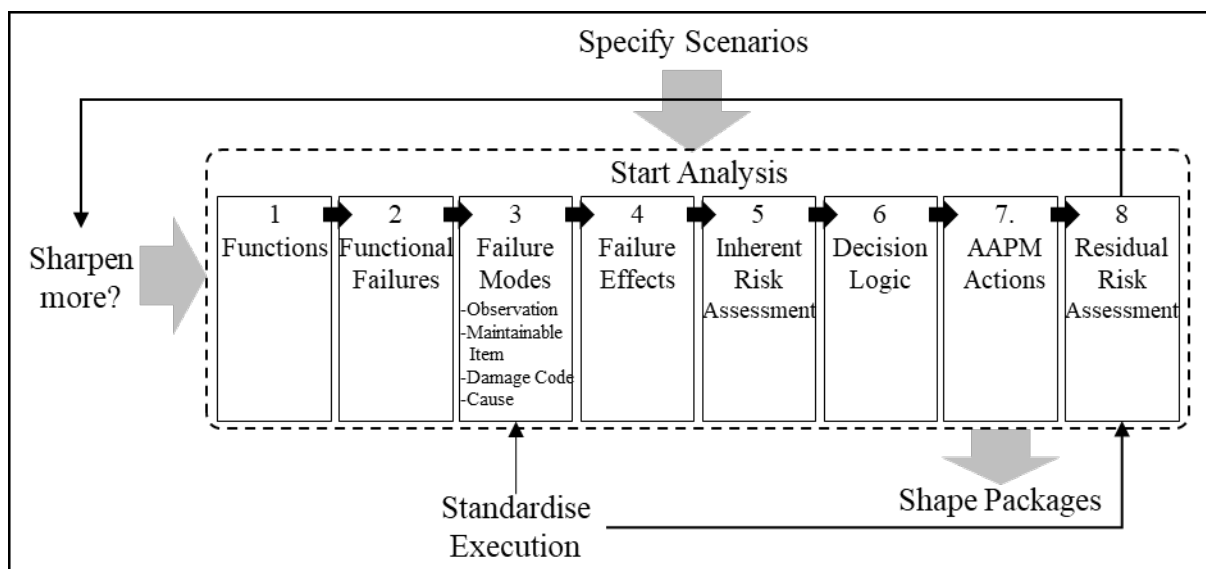 Specify Scenarios
Start Analysis
1
Functions
2
Functional
Failures
3
Failure
Modes
-Observation
-Maintainable
Item
-Damage Code
-Cause
4
Failure
Effects
5
Inherent
Risk
Assessment
6
Decision
Logic
7.
AAPM
Actions
8
Residual
Risk
Assessment
Sharpen
more?
Standardise
Execution
Shape Packages